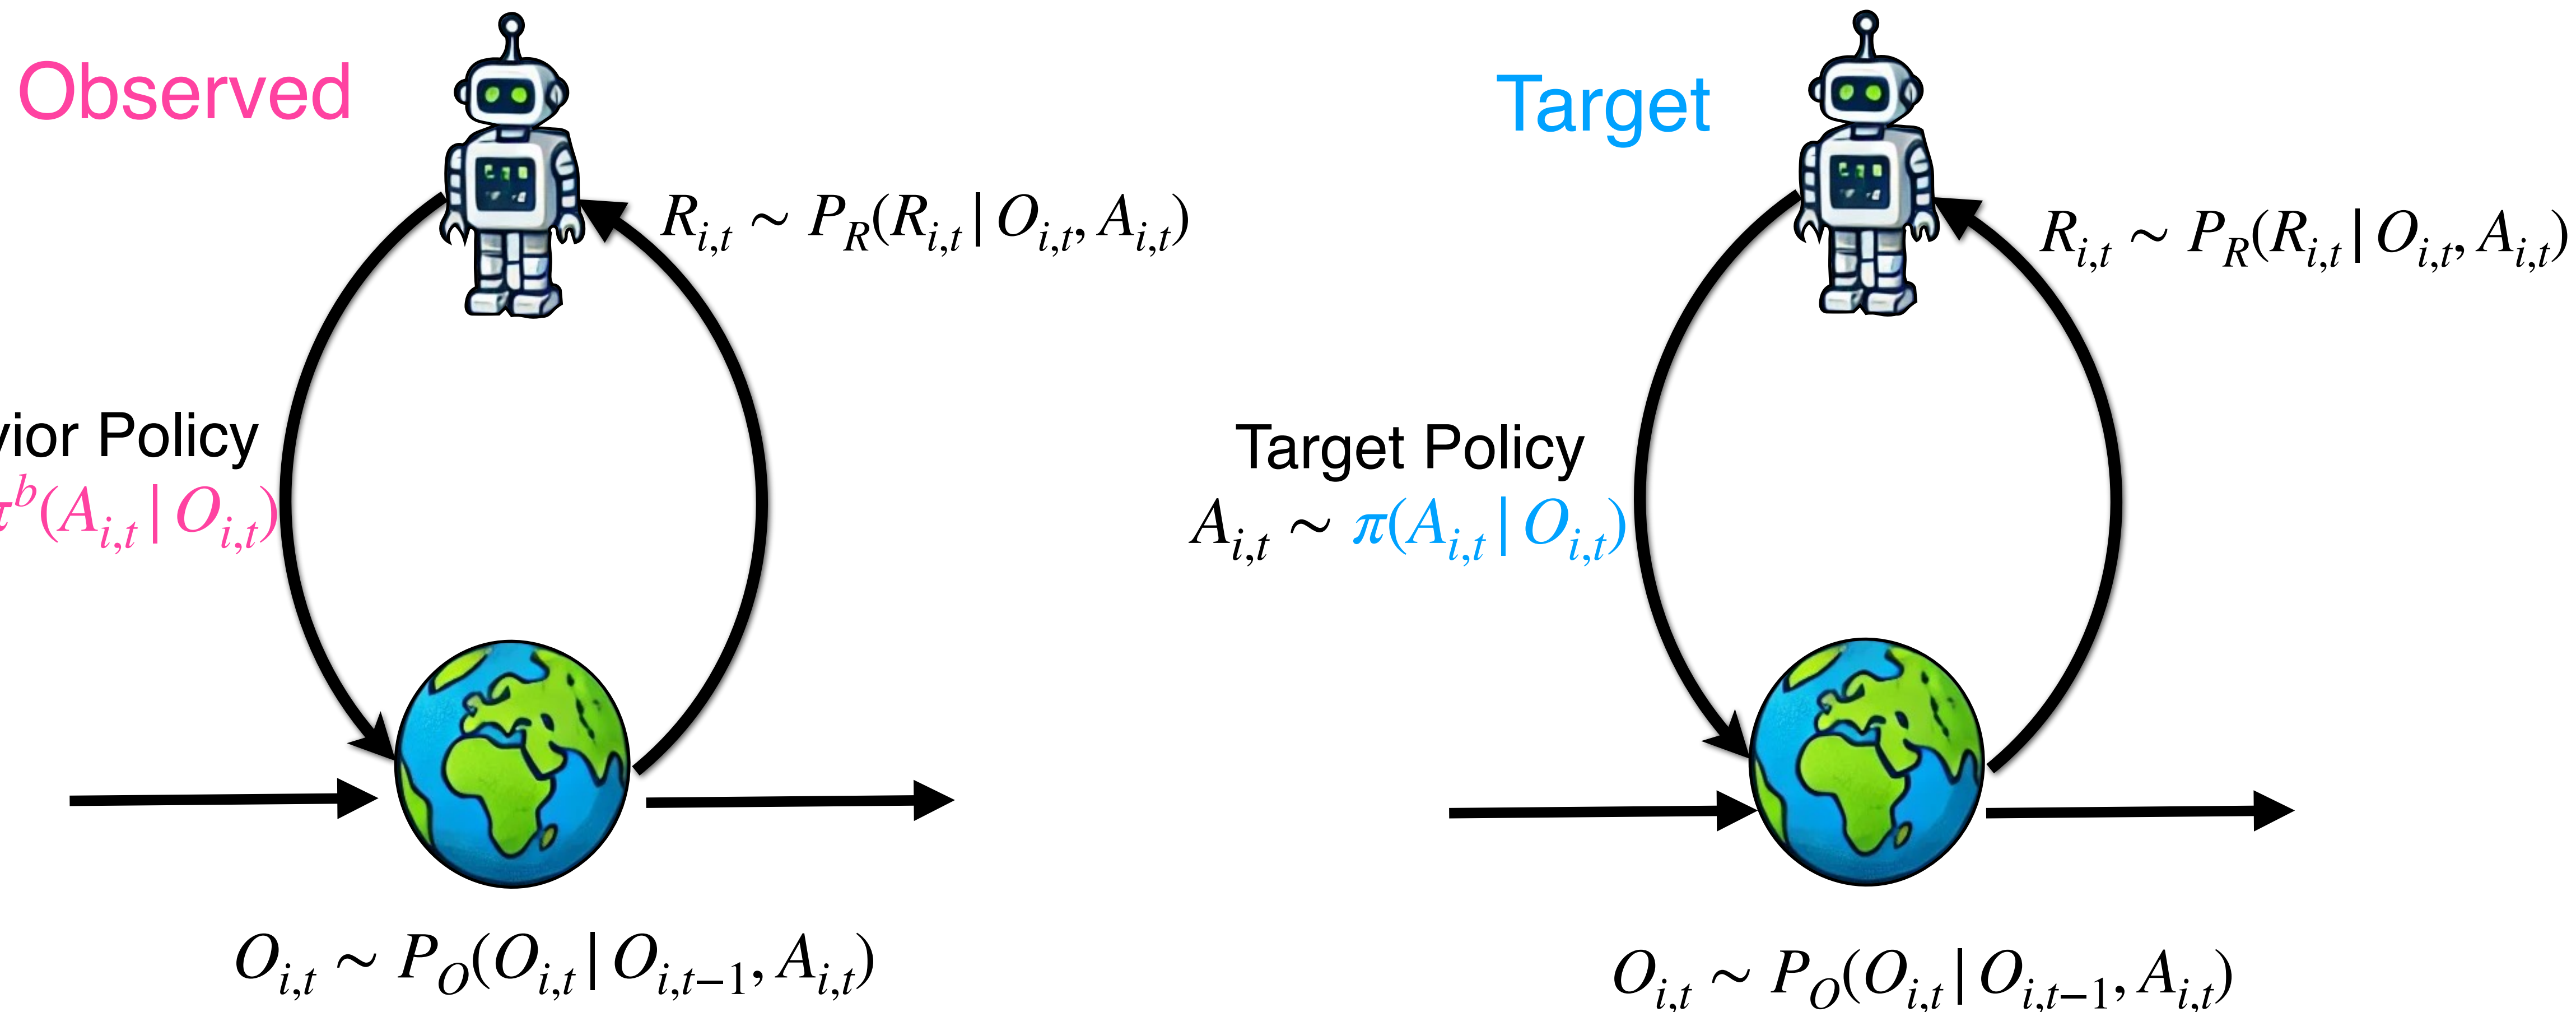 Observed
R_{i,t} ∼ P_R(R_{i,t} | O_{i,t}, A_{i,t})
vior Policy
π^b(A_{i,t} | O_{i,t})
O_{i,t} ∼ P_O(O_{i,t} | O_{i,t−1}, A_{i,t})
Target
R_{i,t} ∼ P_R(R_{i,t} | O_{i,t}, A_{i,t})
Target Policy
A_{i,t} ∼ π(A_{i,t} | O_{i,t})
O_{i,t} ∼ P_O(O_{i,t} | O_{i,t−1}, A_{i,t})